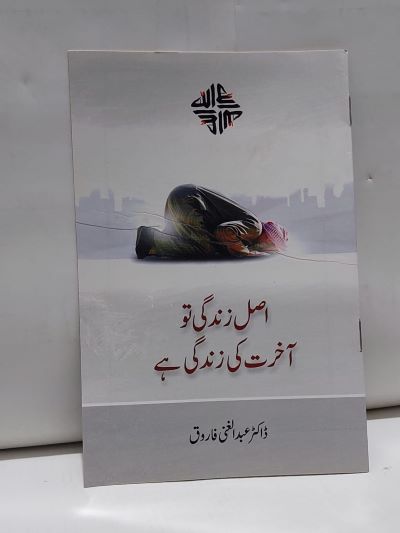 اصل زندگی تو
آخرت کی زندگی ہے
ڈاکٹر عبدالغنی فاروق